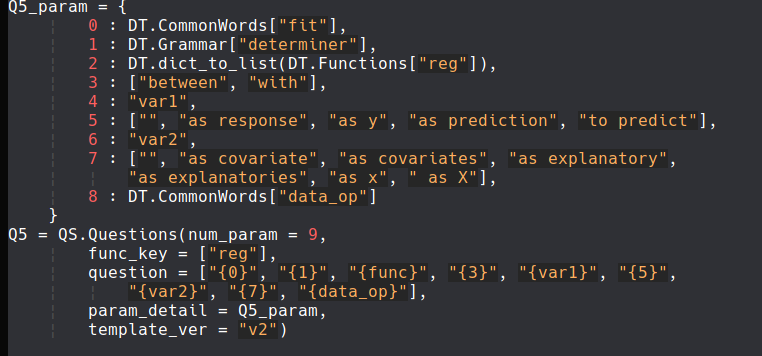 Q5_param = {
0 : DT.CommonWords["fit"],
1 : DT.Grammar["determiner"],
2 : DT.dict_to_list(DT.Functions["reg"]),
3 : ["between", "with"],
4 : "var1",
5 : ["", "as response", "as y", "as prediction", "to predict"],
6 : "var2",
7 : ["", "as covariate", "as covariates", "as explanatory",
"as explanatories", "as x", " as X"],
8 : DT.CommonWords["data_op"]
}
Q5 = QS.Questions(num_param = 9,
func_key = ["reg"],
question = ["{0}", "{1}", "{func}", "{3}", "{var1}", "{5}",
"{var2}", "{7}", "{data_op}"],
param_detail = Q5_param,
template_ver = "v2")